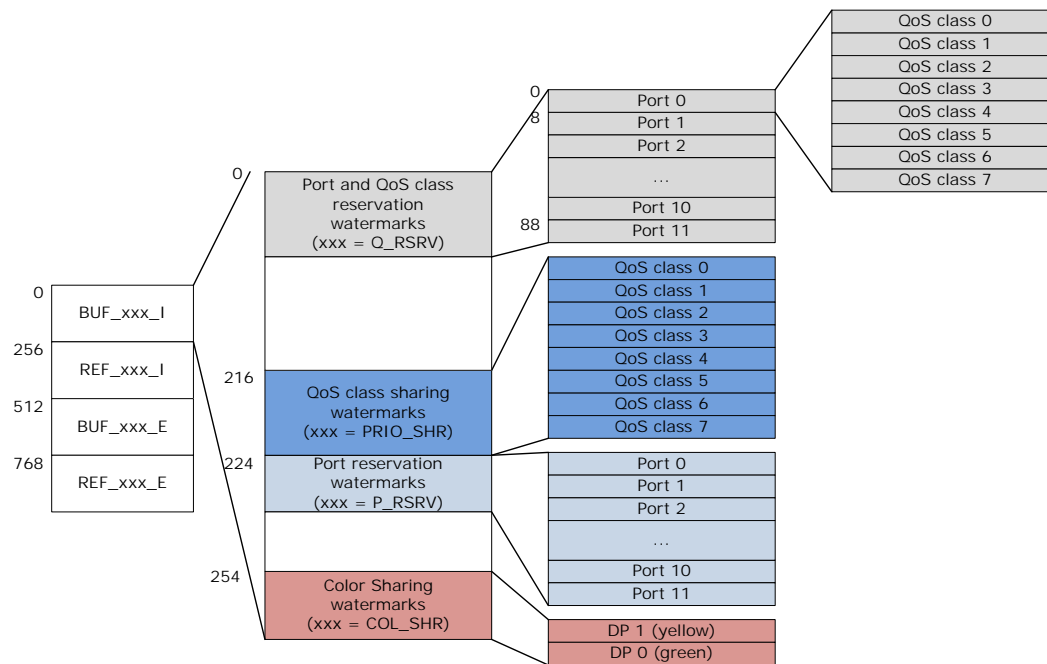 0
BUF_xxx_I
256
REF_xxx_I
512
BUF_xxx_E
768
REF_xxx_E
0
Port and QoS class
reservation
watermarks
(xxx = Q_RSRV)
216
QoS class sharing
watermarks
(xxx = PRIO_SHR)
224
Port reservation
watermarks
(xxx = P_RSRV)
254
Color Sharing
watermarks
(xxx = COL_SHR)
0
Port 0
8
Port 1
Port 2
...
Port 10
88
Port 11
QoS class 0
QoS class 1
QoS class 2
QoS class 3
QoS class 4
QoS class 5
QoS class 6
QoS class 7
Port 0
Port 1
Port 2
...
Port 10
Port 11
DP 1 (yellow)
DP 0 (green)
QoS class 0
QoS class 1
QoS class 2
QoS class 3
QoS class 4
QoS class 5
QoS class 6
QoS class 7